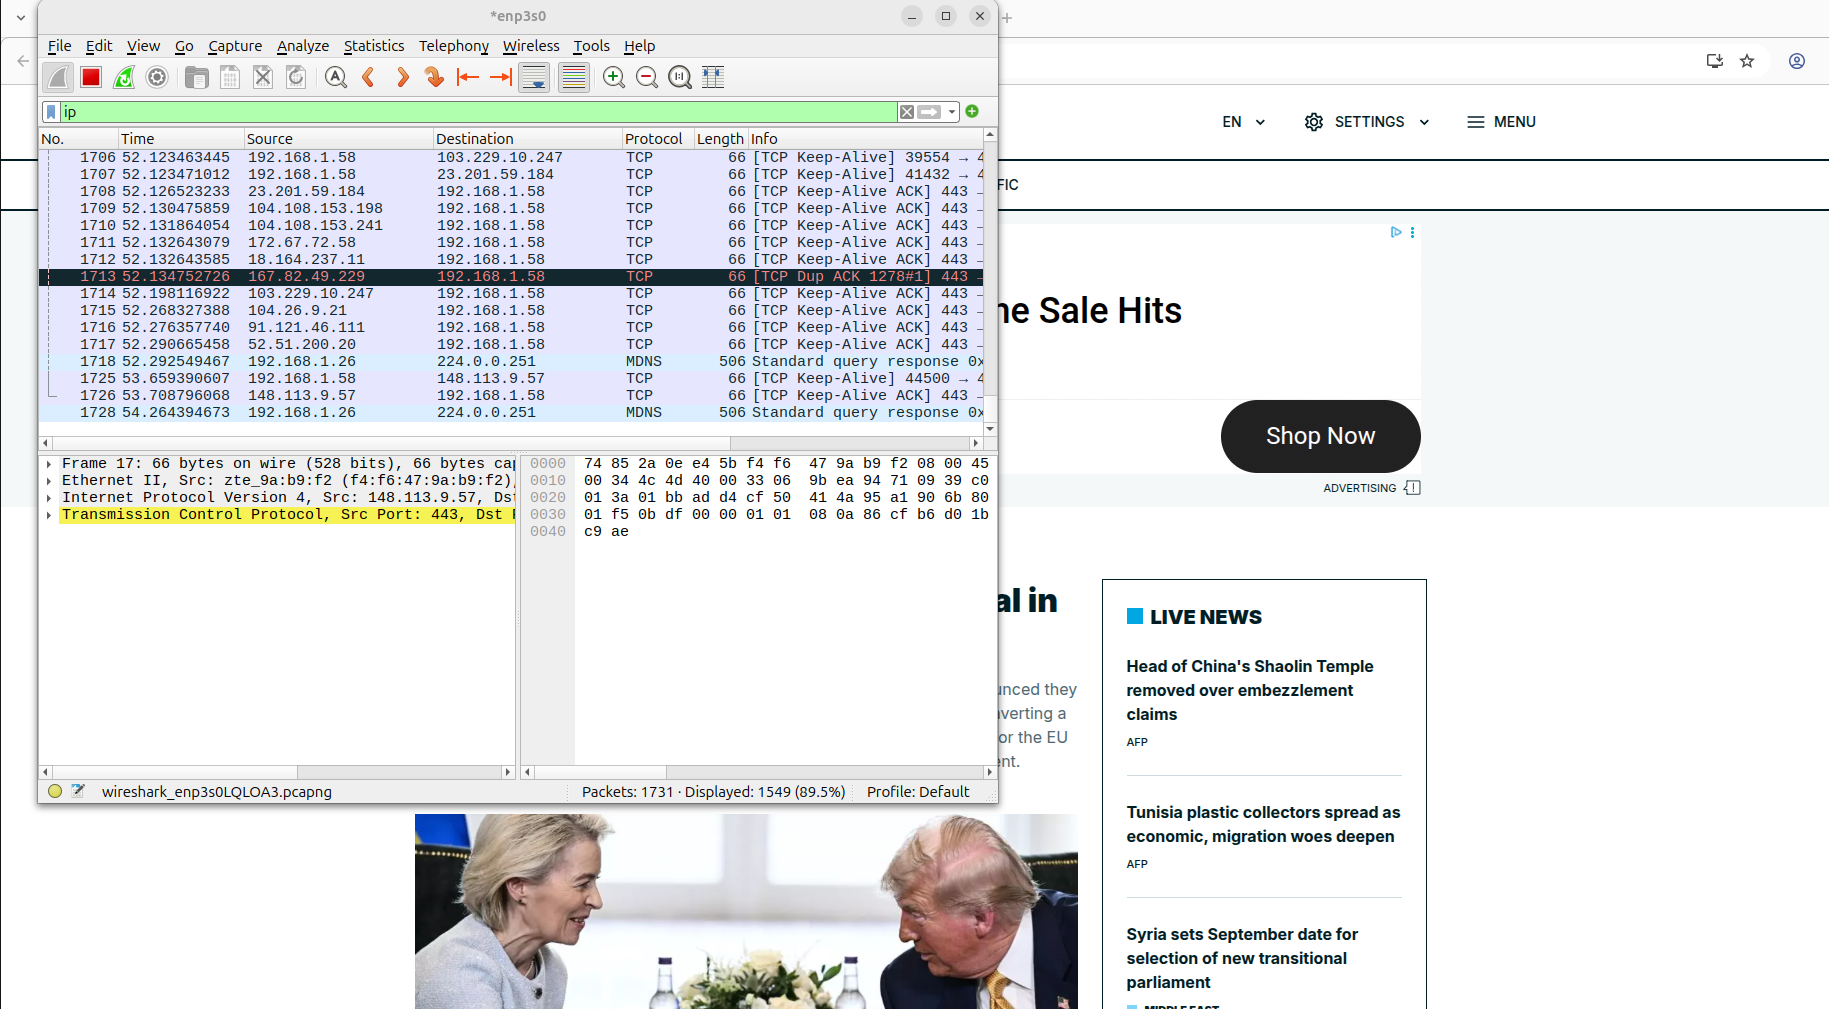 *enp3s0
File Edit View Go Capture Analyze Statistics Telephony Wireless Tools Help
ip
No. Time Source Destination Protocol Length Info
1706 52.123463445 192.168.1.58 103.229.10.247 TCP 66 [TCP Keep-Alive] 39554 → 4
1707 52.123471012 192.168.1.58 23.201.59.184 TCP 66 [TCP Keep-Alive] 41432 → 4
1708 52.126523233 23.201.59.184 192.168.1.58 TCP 66 [TCP Keep-Alive ACK] 443
1709 52.130475859 104.108.153.198 192.168.1.58 TCP 66 [TCP Keep-Alive ACK] 443
1710 52.131864054 104.108.153.241 192.168.1.58 TCP 66 [TCP Keep-Alive ACK] 443
1711 52.132643079 172.67.72.58 192.168.1.58 TCP 66 [TCP Keep-Alive ACK] 443
1712 52.132643585 18.164.237.11 192.168.1.58 TCP 66 [TCP Keep-Alive ACK] 443
1713 52.134752726 167.82.49.229 192.168.1.58 TCP 66 [TCP Dup ACK 1278#1] 443
1714 52.198116922 103.229.10.247 192.168.1.58 TCP 66 [TCP Keep-Alive ACK] 443
1715 52.268327388 104.26.9.21 192.168.1.58 TCP 66 [TCP Keep-Alive ACK] 443
1716 52.276357740 91.121.46.111 192.168.1.58 TCP 66 [TCP Keep-Alive ACK] 443
1717 52.290665458 52.51.200.20 192.168.1.58 TCP 66 [TCP Keep-Alive ACK] 443
1718 52.292549467 192.168.1.26 224.0.0.251 MDNS 506 Standard query response 0x
1725 53.659390607 192.168.1.58 148.113.9.57 TCP 66 [TCP Keep-Alive] 44500 → 4
1726 53.708796068 148.113.9.57 192.168.1.58 TCP 66 [TCP Keep-Alive ACK] 443
1728 54.264394673 192.168.1.26 224.0.0.251 MDNS 506 Standard query response 0x
Frame 17: 66 bytes on wire (528 bits), 66 bytes cap
Ethernet II, Src: zte_9a:b9:f2 (f4:f6:47:9a:b9:f2),
Internet Protocol Version 4, Src: 148.113.9.57, Dst
Transmission Control Protocol, Src Port: 443, Dst P
0000 74 85 2a 0e e4 5b f4 f6 47 9a b9 f2 08 00 45
0010 00 34 4c 4d 40 00 33 06 9b ea 94 71 09 39 c0
0020 01 3a 01 bb ad d4 cf 50 41 4a 95 a1 90 6b 80
0030 01 f5 0b df 00 00 01 01 08 0a 86 cf b6 d0 1b
0040 c9 ae
wireshark_enp3s0LQLOA3.pcapng Packets: 1731 · Displayed: 1549 (89.5%) Profile: Default
EN SETTINGS MENU
FIC
ne Sale Hits
Shop Now
ADVERTISING
al in
unced they
verting a
or the EU
ent.
LIVE NEWS
Head of China's Shaolin Temple
removed over embezzlement
claims
AFP
Tunisia plastic collectors spread as
economic, migration woes deepen
AFP
Syria sets September date for
selection of new transitional
parliament
MIDDLE EAST